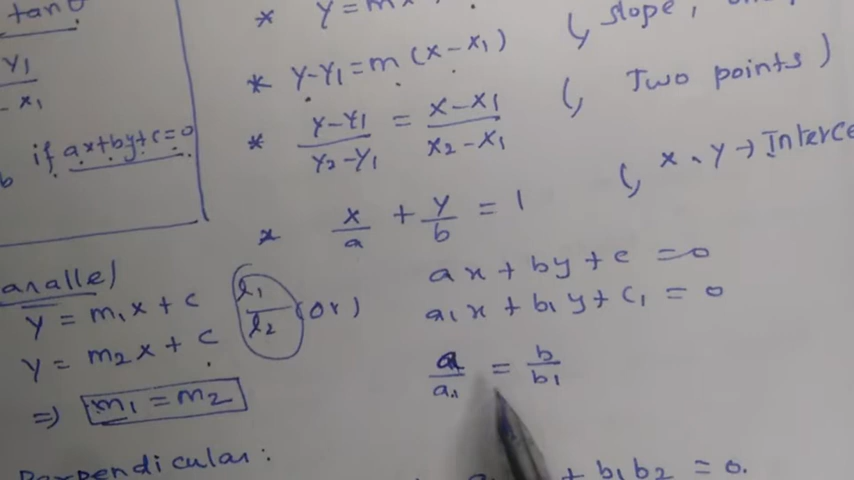 tanθ
y1
- x1
b if ax+by+c=0
* y=m
* y-y1=m(x-x1) (, slope,
* y-y1/y2-y1 = x-x1/x2-x1 (, Two points)
* x/a + y/b = 1 (, x, y → Interce
ax+by+c=0
a1x+b1y+c1=0
a/a1 = b/b1
arallel
y = m1x+c
y = m2x+c
l1/l2 (or)
=> m1=m2
Perpendicular:
+ b1b2 = 0.